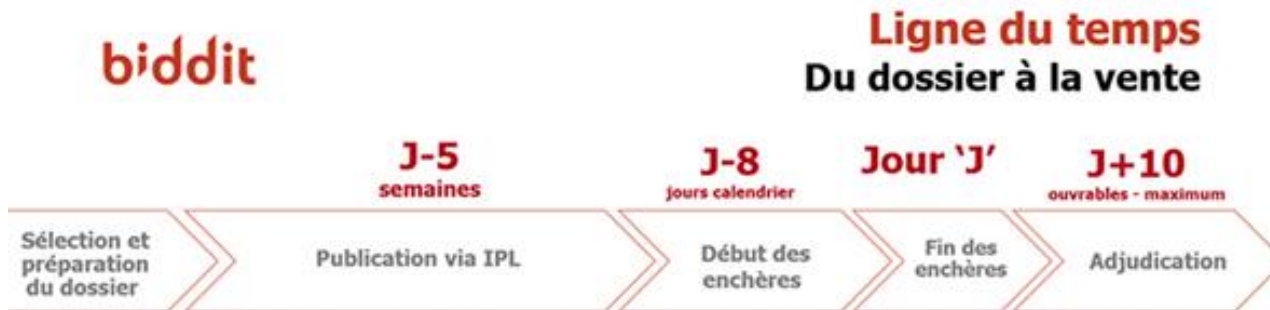 biddit
Ligne du temps
Du dossier à la vente
J-5
semaines
J-8
jours calendrier
Jour ‘J’
J+10
ouvrables - maximum
Sélection et
préparation
du dossier
Publication via IPL
Début des
enchères
Fin des
enchères
Adjudication